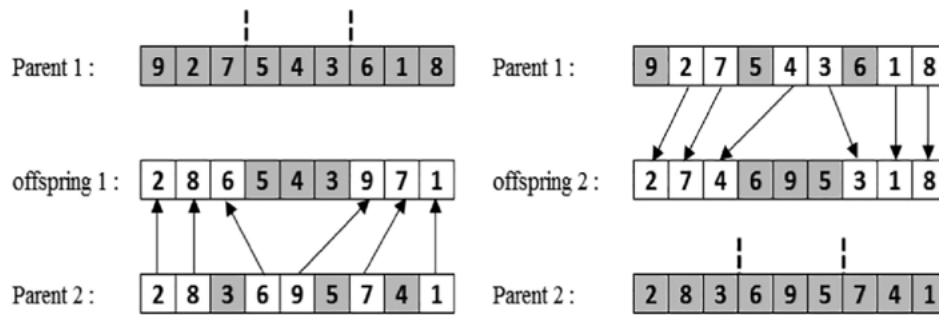 Parent 1 : 9 2 7 5 4 3 6 1 8
offspring 1 : 2 8 6 5 4 3 9 7 1
Parent 2 : 2 8 3 6 9 5 7 4 1
Parent 1 : 9 2 7 5 4 3 6 1 8
offspring 2 : 2 7 4 6 9 5 3 1 8
Parent 2 : 2 8 3 6 9 5 7 4 1